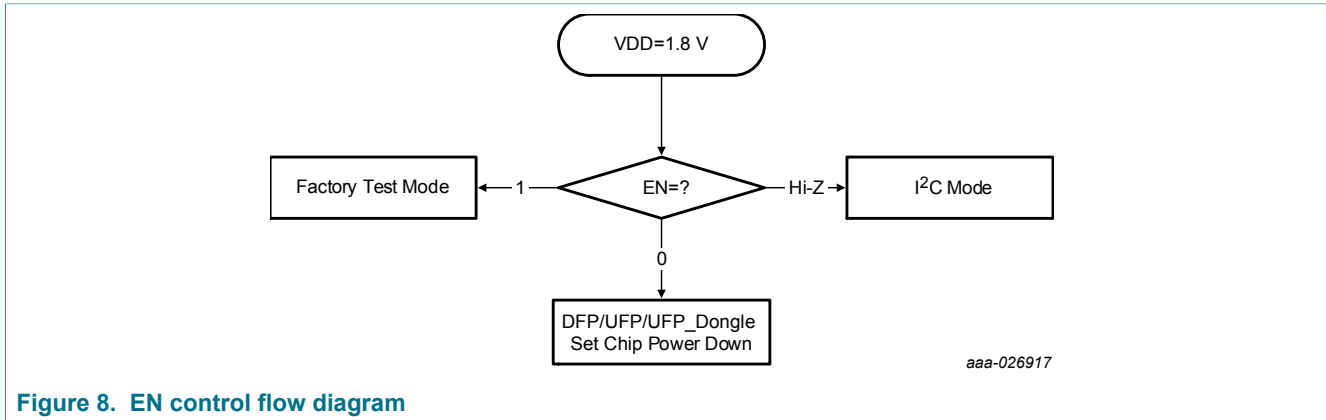 VDD=1.8 V
Factory Test Mode
1
EN=?
Hi-Z
I²C Mode
0
DFP/UFP/UFP_Dongle
Set Chip Power Down
aaa-026917
Figure 8. EN control flow diagram